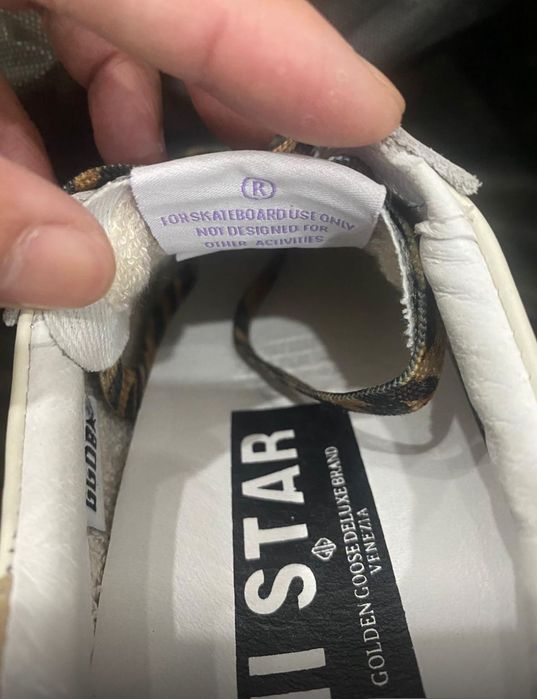 ®
FOR SKATEBOARD USE ONLY
NOT DESIGNED FOR
OTHER ACTIVITIES
STAR
GOLDEN GOOSE DELUXE BRAND
VENEZIA